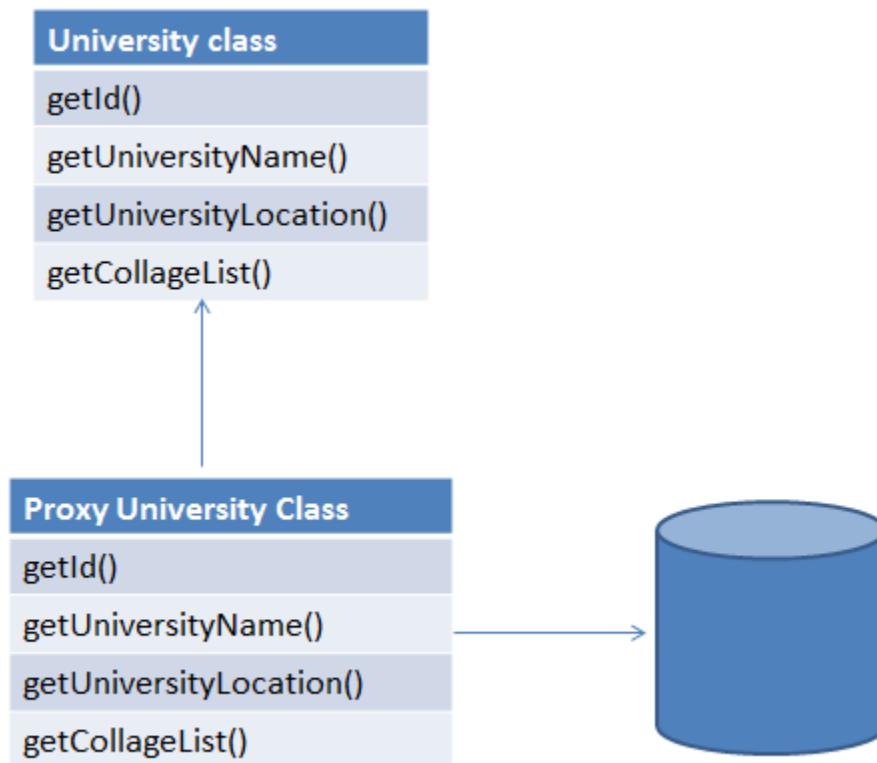 University class
getId()
getUniversityName()
getUniversityLocation()
getCollageList()
Proxy University Class
getId()
getUniversityName()
getUniversityLocation()
getCollageList()